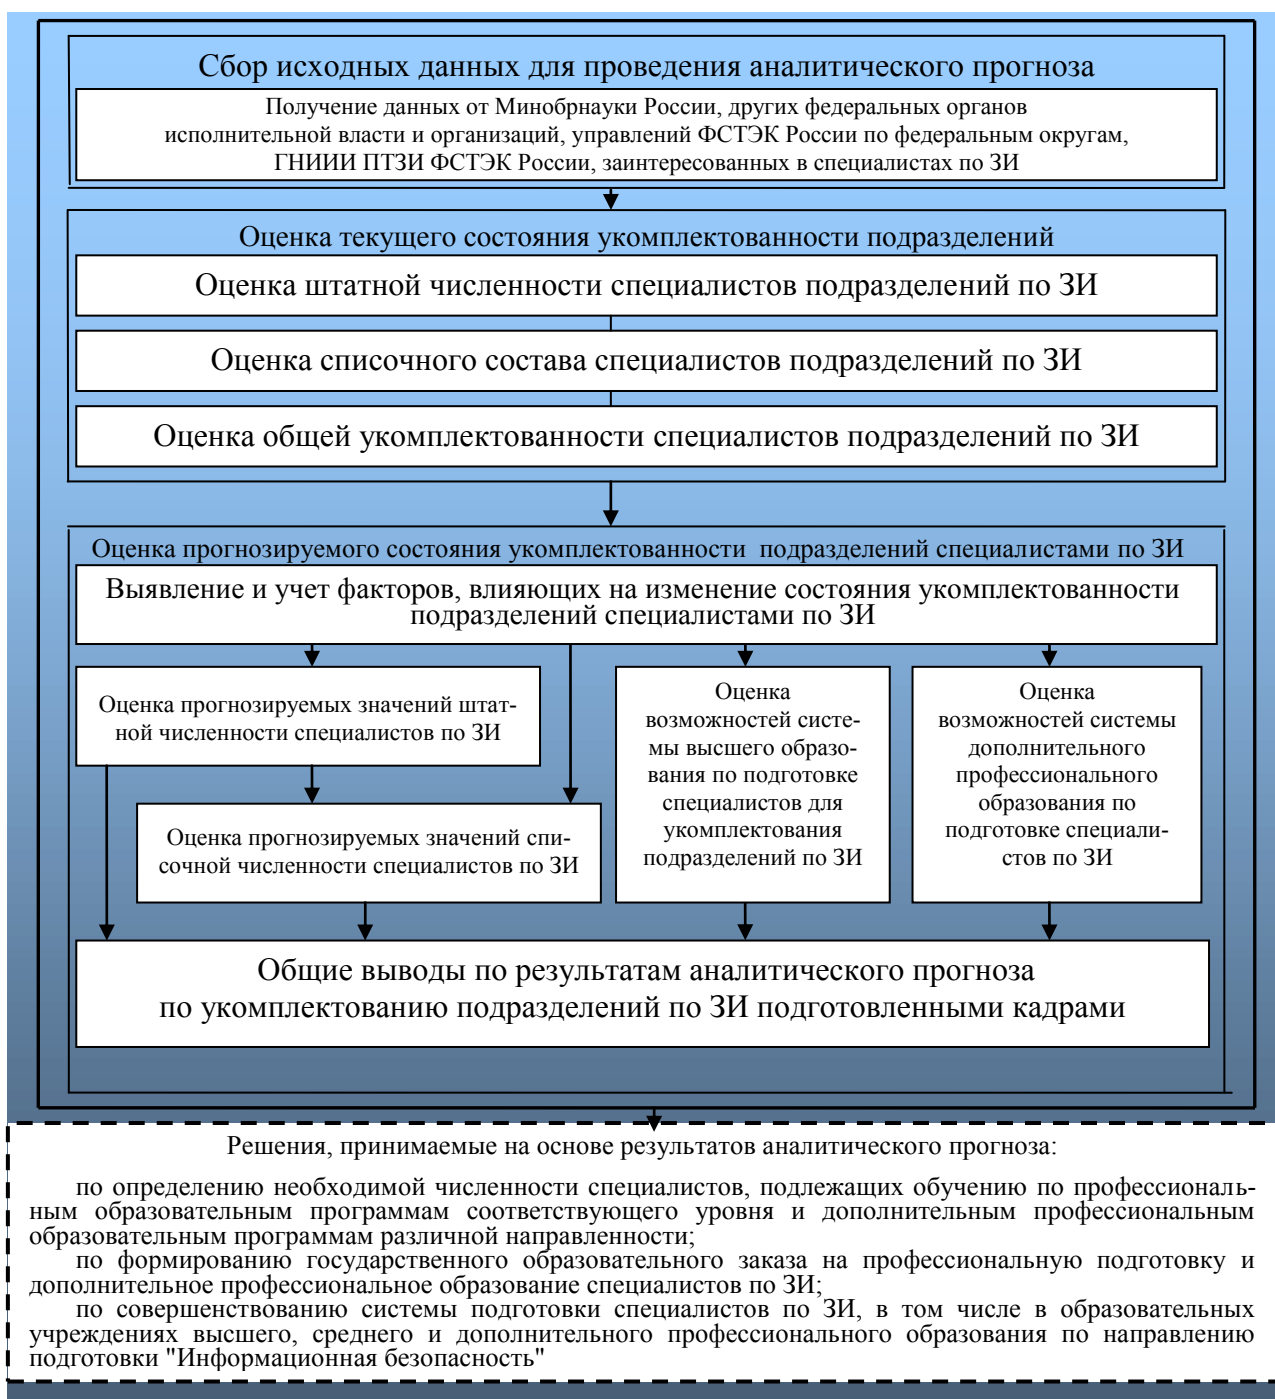 Сбор исходных данных для проведения аналитического прогноза
Получение данных от Минобрнауки России, других федеральных органов
исполнительной власти и организаций, управлений ФСТЭК России по федеральным округам,
ГНИИИ ПТЗИ ФСТЭК России, заинтересованных в специалистах по ЗИ
Оценка текущего состояния укомплектованности подразделений
Оценка штатной численности специалистов подразделений по ЗИ
Оценка списочного состава специалистов подразделений по ЗИ
Оценка общей укомплектованности специалистов подразделений по ЗИ
Оценка прогнозируемого состояния укомплектованности подразделений специалистами по ЗИ
Выявление и учет факторов, влияющих на изменение состояния укомплектованности
подразделений специалистами по ЗИ
Оценка прогнозируемых значений штат-
ной численности специалистов по ЗИ
Оценка прогнозируемых значений спи-
сочной численности специалистов по ЗИ
Оценка
возможностей систе-
мы высшего образо-
вания по подготовке
специалистов для
укомплектования
подразделений по ЗИ
Оценка
возможностей системы
дополнительного
профессионального
образования по
подготовке специали-
стов по ЗИ
Общие выводы по результатам аналитического прогноза
по укомплектованию подразделений по ЗИ подготовленными кадрами
Решения, принимаемые на основе результатов аналитического прогноза:
по определению необходимой численности специалистов, подлежащих обучению по профессиональ-
ным образовательным программам соответствующего уровня и дополнительным профессиональным
образовательным программам различной направленности;
по формированию государственного образовательного заказа на профессиональную подготовку и
дополнительное профессиональное образование специалистов по ЗИ;
по совершенствованию системы подготовки специалистов по ЗИ, в том числе в образовательных
учреждениях высшего, среднего и дополнительного профессионального образования по направлению
подготовки "Информационная безопасность"